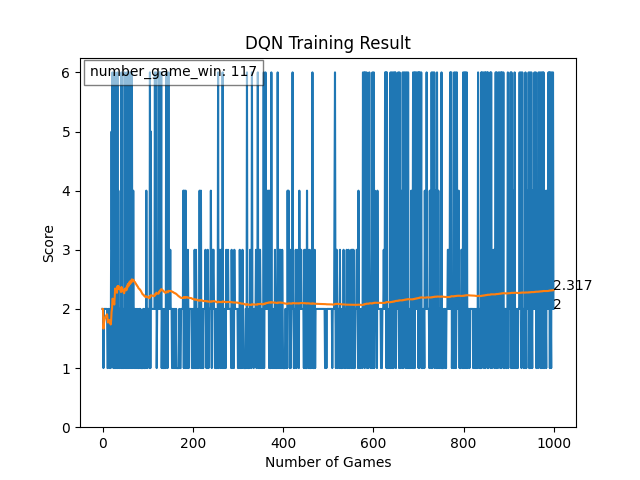 DQN Training Result
number_game_win: 117
6
5
4
3
2
1
0
Score
2.317
2
0 200 400 600 800 1000
Number of Games